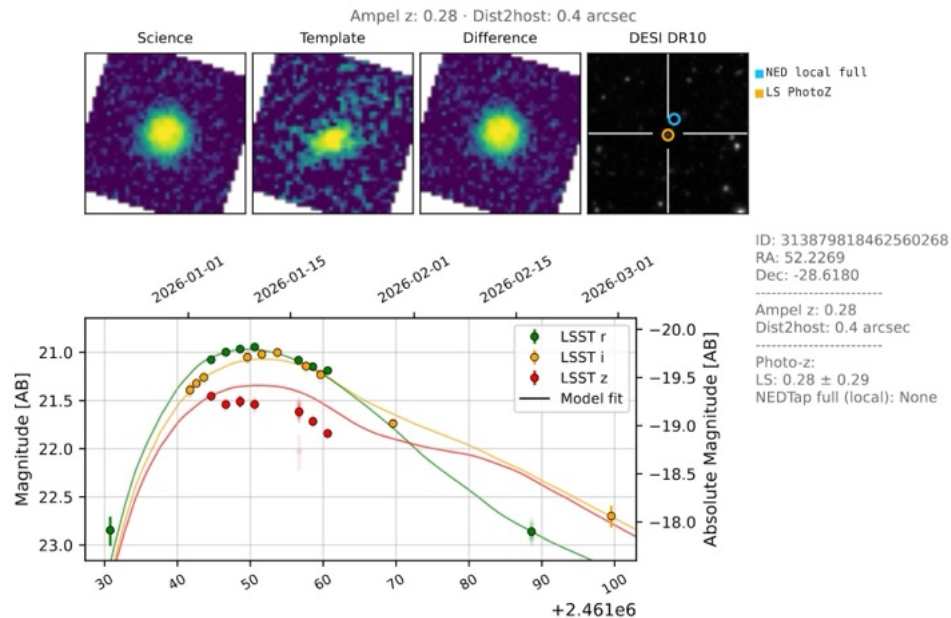 Ampel z: 0.28 · Dist2host: 0.4 arcsec
Science
Template
Difference
DESI DR10
NED local full
LS PhotoZ
ID: 313879818462560268
RA: 52.2269
Dec: -28.6180
------------------------
Ampel z: 0.28
Dist2host: 0.4 arcsec
------------------------
Photo-z:
LS: 0.28 ± 0.29
NEDTap full (local): None
2026-01-01
2026-01-15
2026-02-01
2026-02-15
2026-03-01
Magnitude [AB]
21.0
21.5
22.0
22.5
23.0
LSST r
LSST i
LSST z
Model fit
−20.0
−19.5
−19.0
−18.5
−18.0
Absolute Magnitude [AB]
30
40
50
60
70
80
90
100
+2.461e6